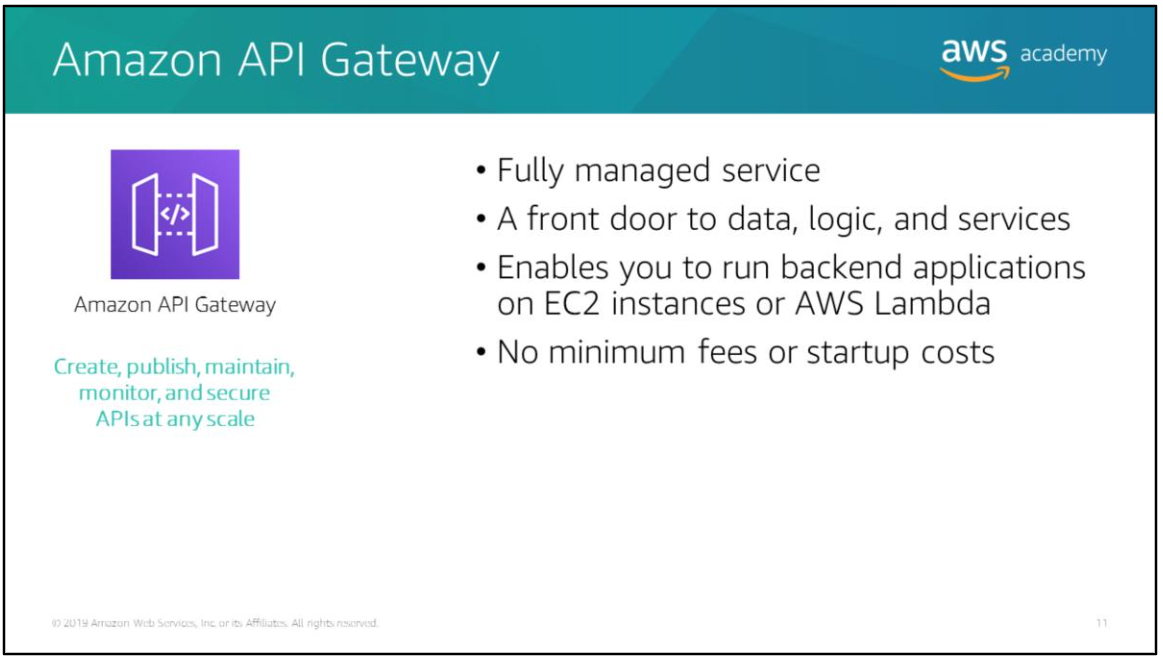 Amazon API Gateway
aws academy
</>
Amazon API Gateway
Create, publish, maintain,
monitor, and secure
APIs at any scale
• Fully managed service
• A front door to data, logic, and services
• Enables you to run backend applications
on EC2 instances or AWS Lambda
• No minimum fees or startup costs
© 2019 Amazon Web Services, Inc. or its Affiliates. All rights reserved.
11